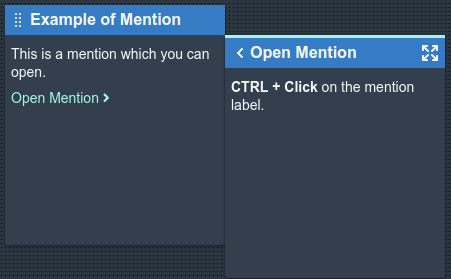 Example of Mention
This is a mention which you can
open.
Open Mention
Open Mention
CTRL + Click on the mention
label.